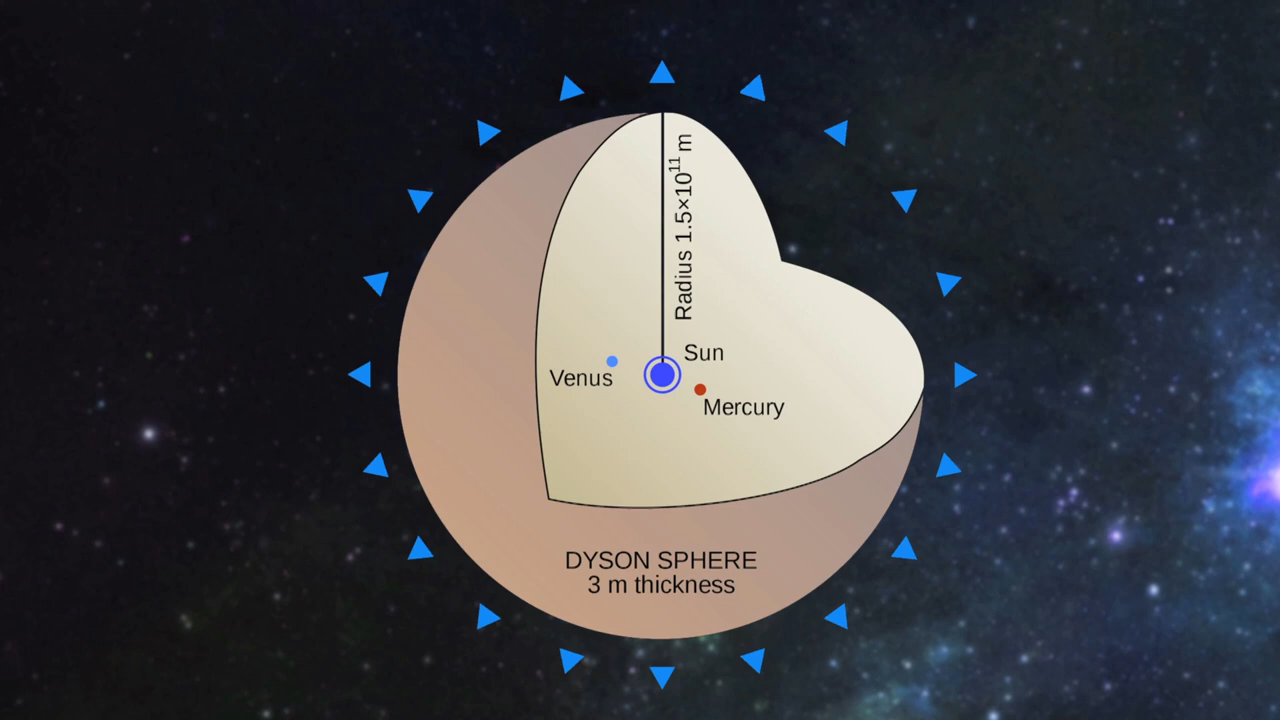 Radius 1.5×10¹¹ m
Sun
Venus
Mercury
DYSON SPHERE
3 m thickness